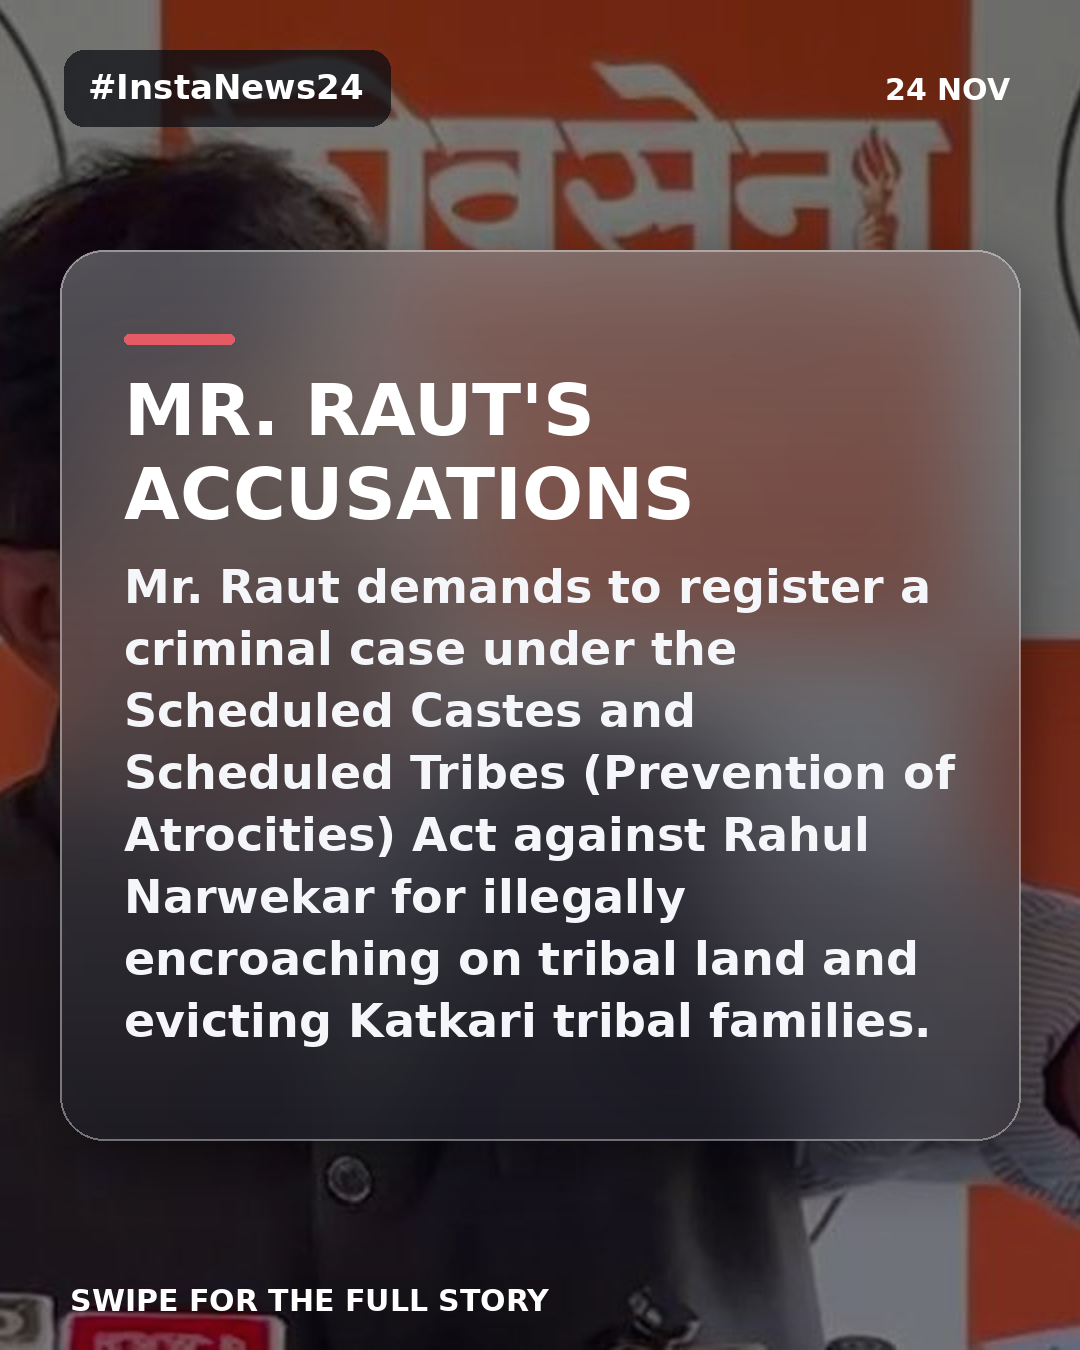 #InstaNews24
24 NOV
शिवसेना
MR. RAUT'S
ACCUSATIONS
Mr. Raut demands to register a
criminal case under the
Scheduled Castes and
Scheduled Tribes (Prevention of
Atrocities) Act against Rahul
Narwekar for illegally
encroaching on tribal land and
evicting Katkari tribal families.
SWIPE FOR THE FULL STORY